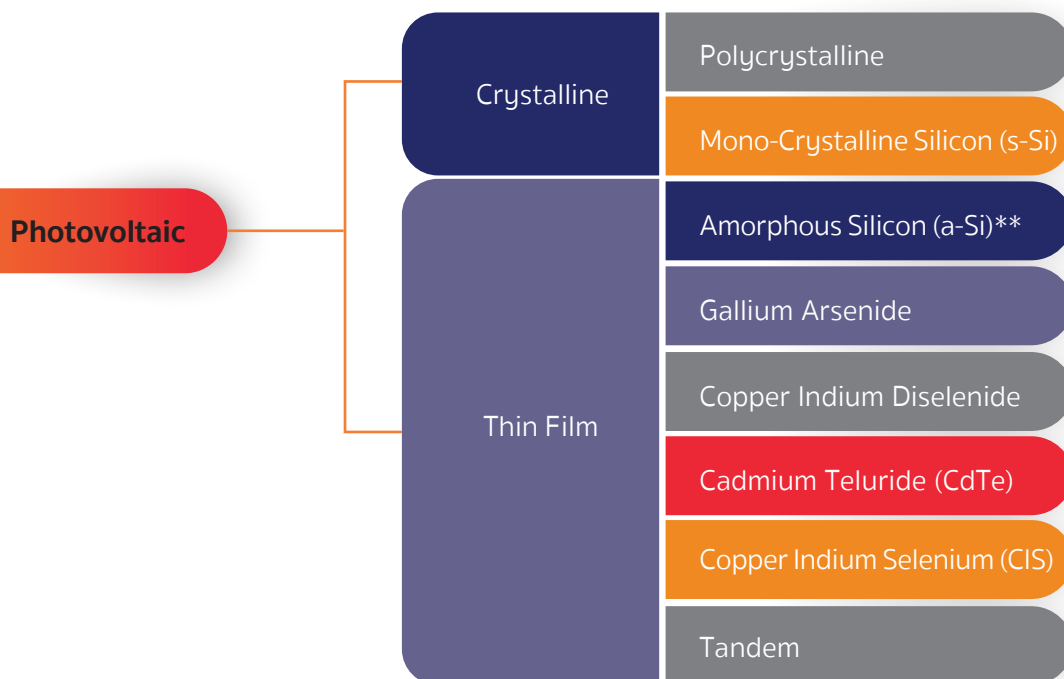 Photovoltaic
Crystalline
Polycrystalline
Mono-Crystalline Silicon (s-Si)
Thin Film
Amorphous Silicon (a-Si)**
Gallium Arsenide
Copper Indium Diselenide
Cadmium Teluride (CdTe)
Copper Indium Selenium (CIS)
Tandem